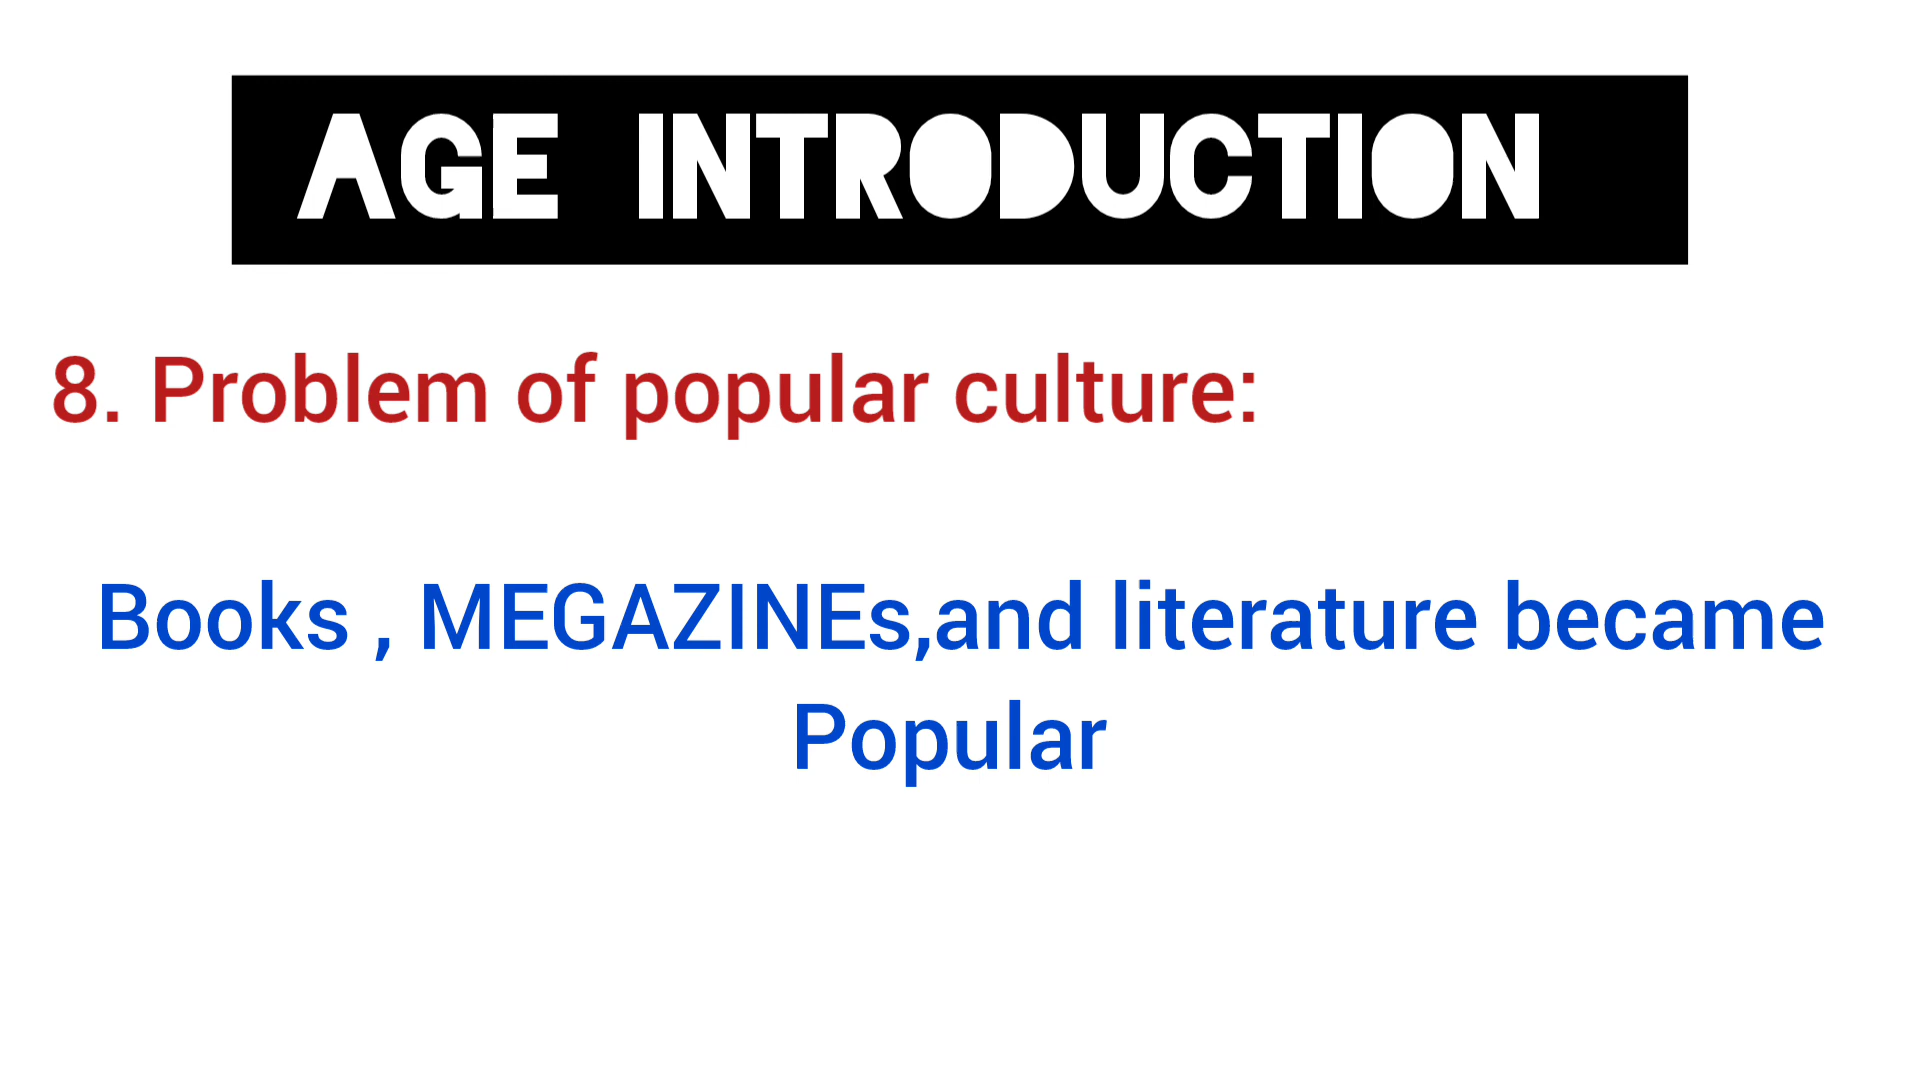 AGE INTRODUCTION
8. Problem of popular culture:
Books , MEGAZINEs,and literature became
Popular